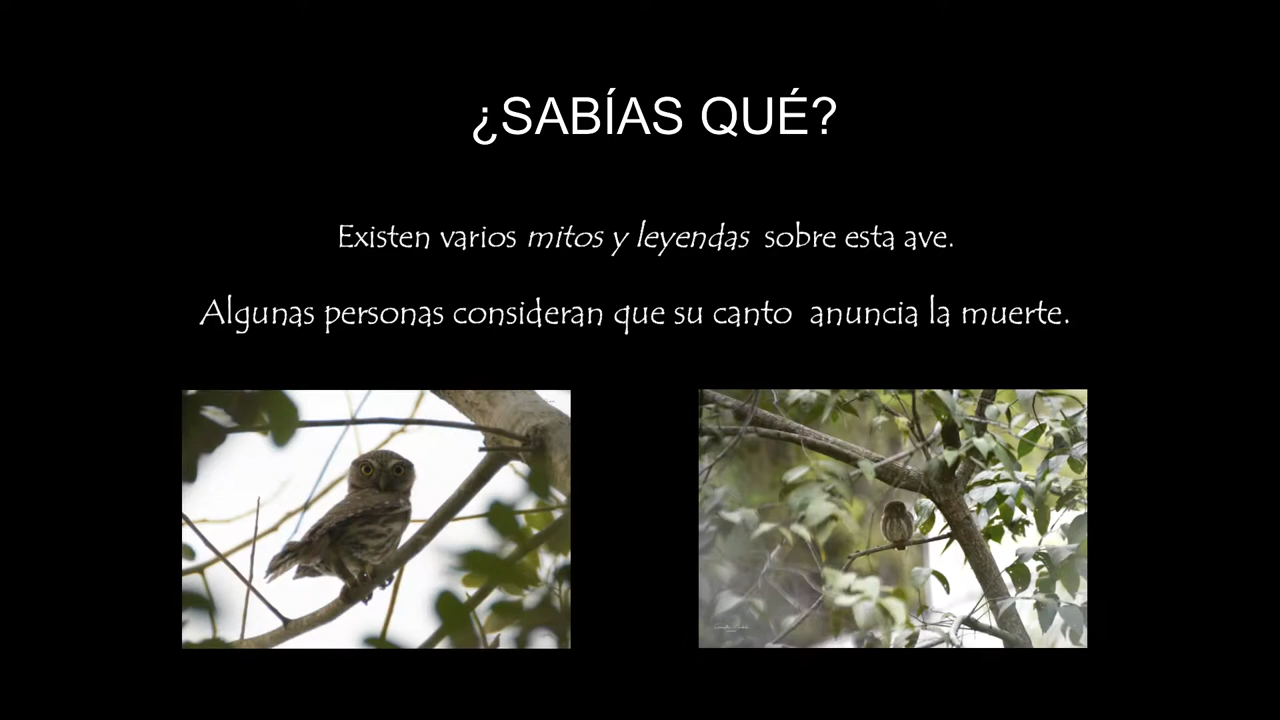 ¿SABÍAS QUÉ?
Existen varios mitos y leyendas sobre esta ave.
Algunas personas consideran que su canto anuncia la muerte.